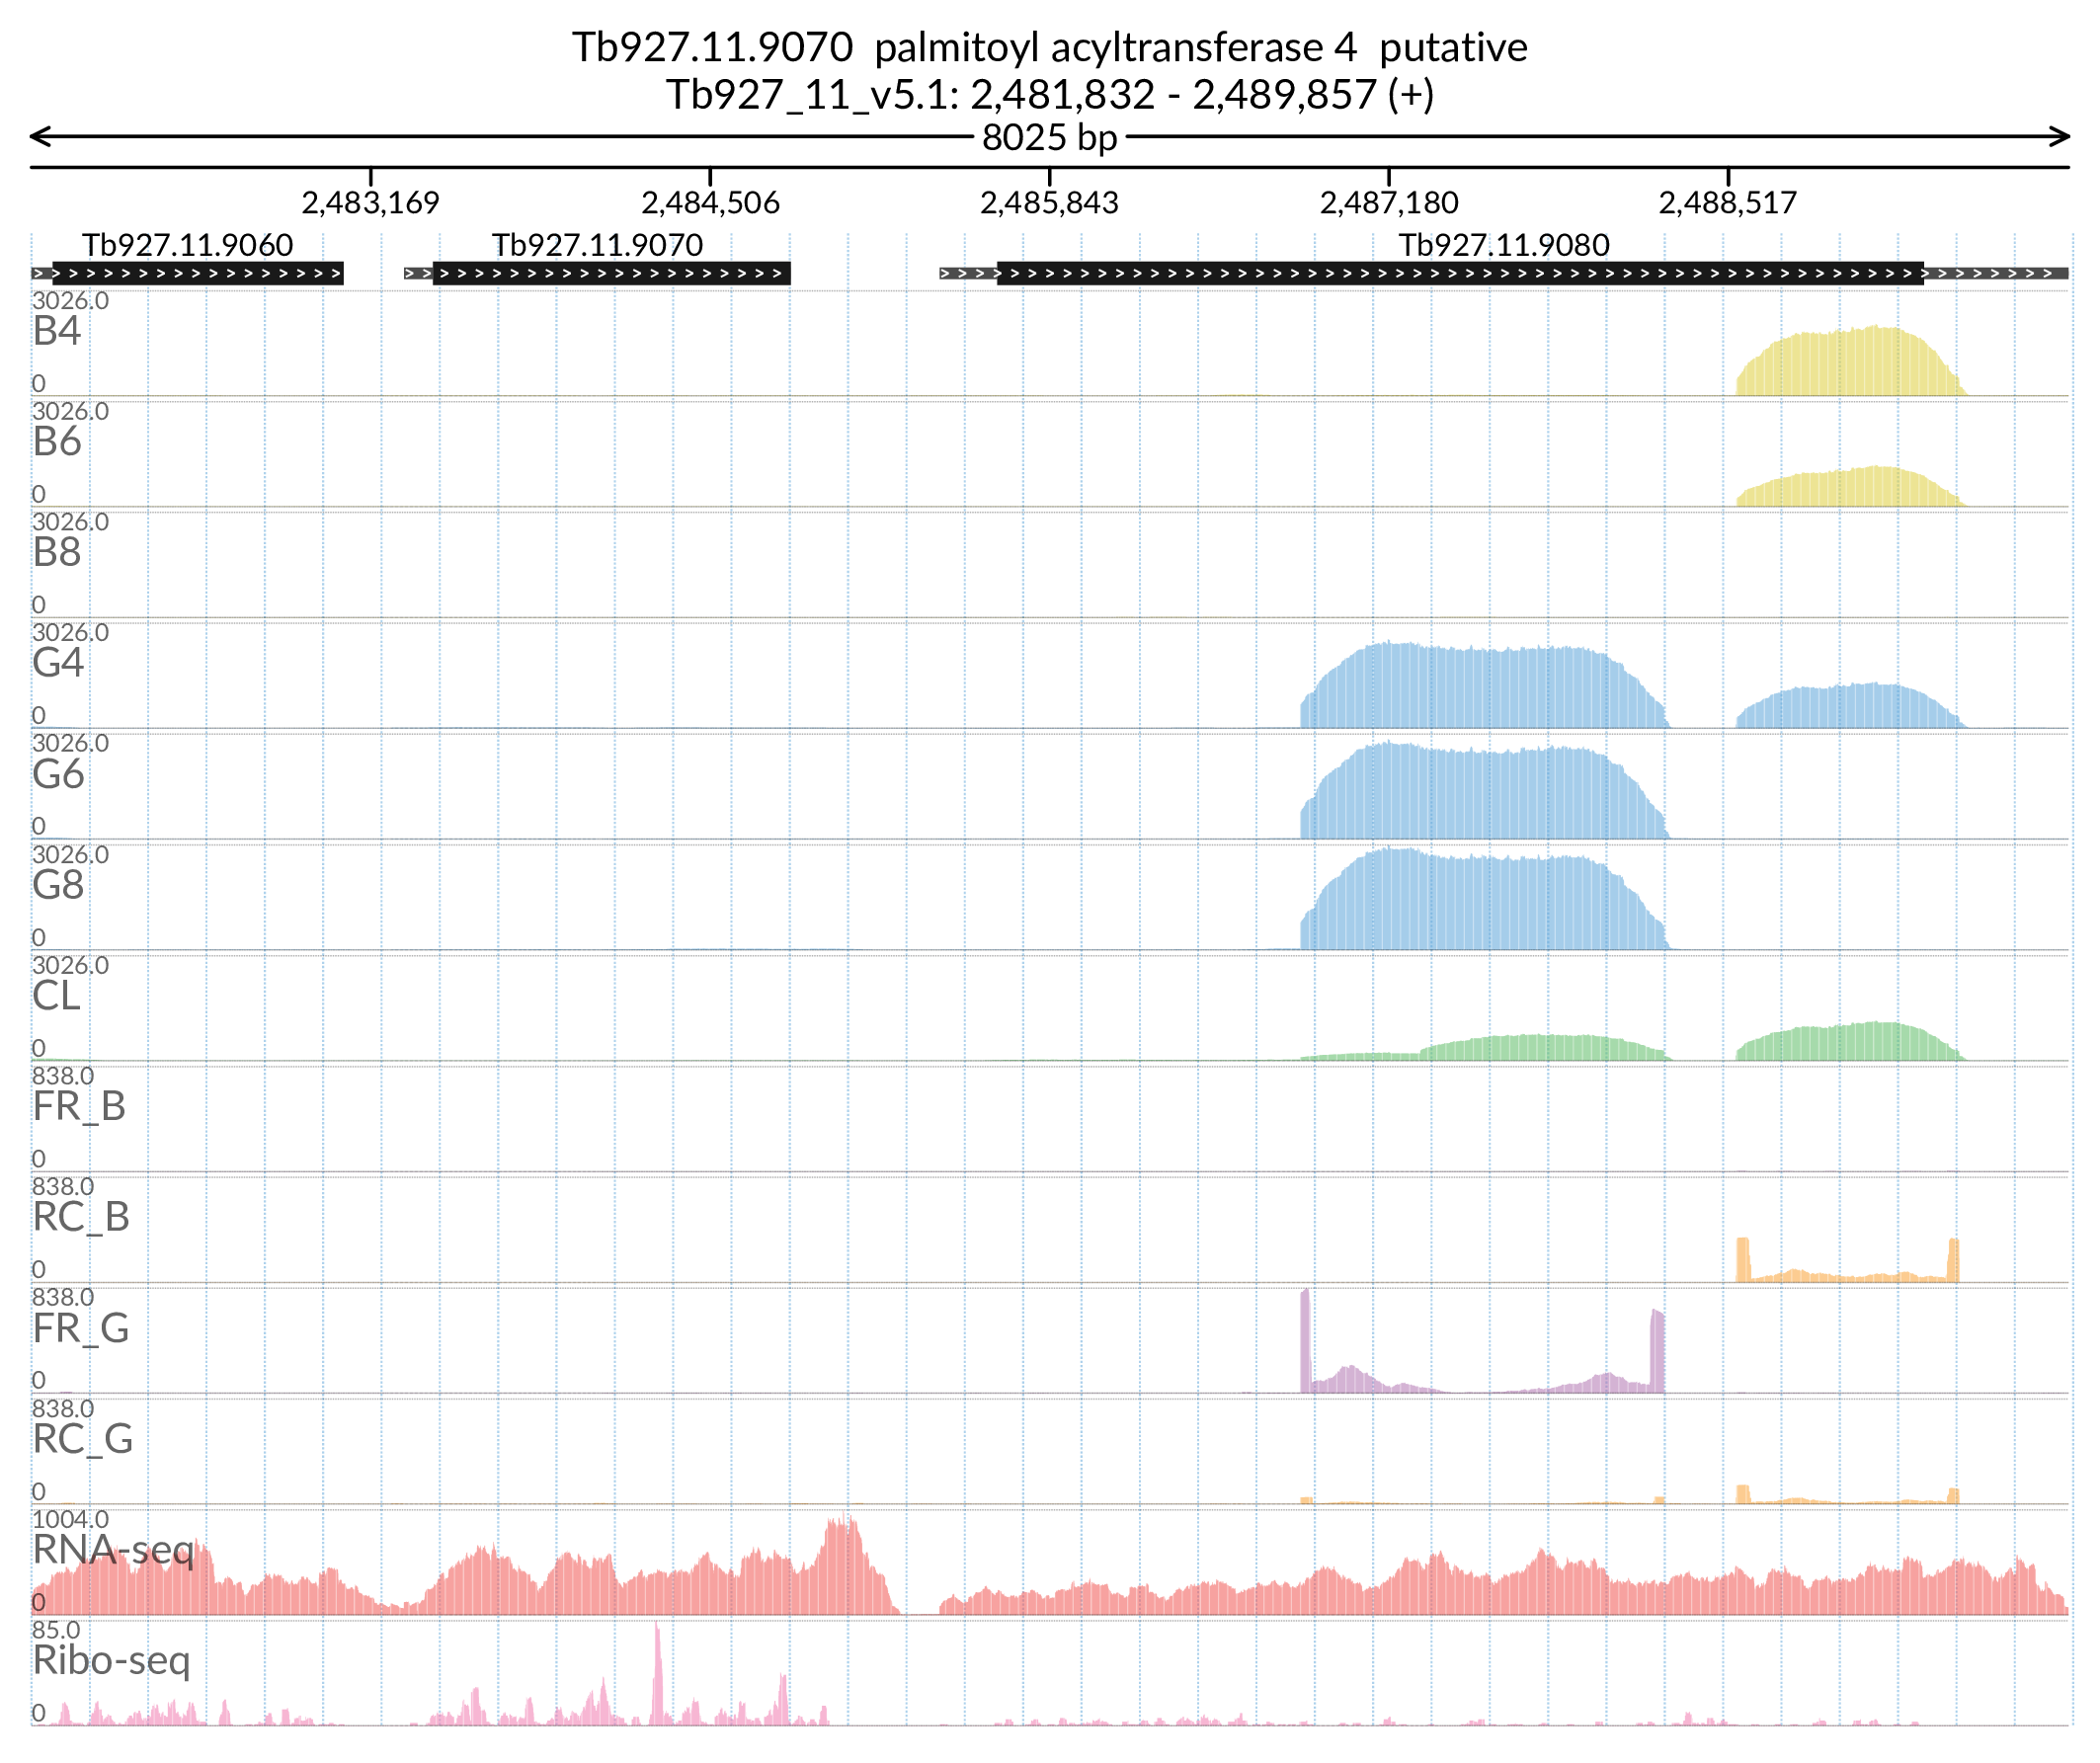 Tb927.11.9070 palmitoyl acyltransferase 4 putative
Tb927_11_v5.1: 2,481,832 - 2,489,857 (+)
8025 bp
2,483,169 2,484,506 2,485,843 2,487,180 2,488,517
Tb927.11.9060 Tb927.11.9070 Tb927.11.9080
3026.0
B4
0
3026.0
B6
0
3026.0
B8
0
3026.0
G4
0
3026.0
G6
0
3026.0
G8
0
3026.0
CL
0
838.0
FR_B
0
838.0
RC_B
0
838.0
FR_G
0
838.0
RC_G
0
1004.0
RNA-seq
0
85.0
Ribo-seq
0